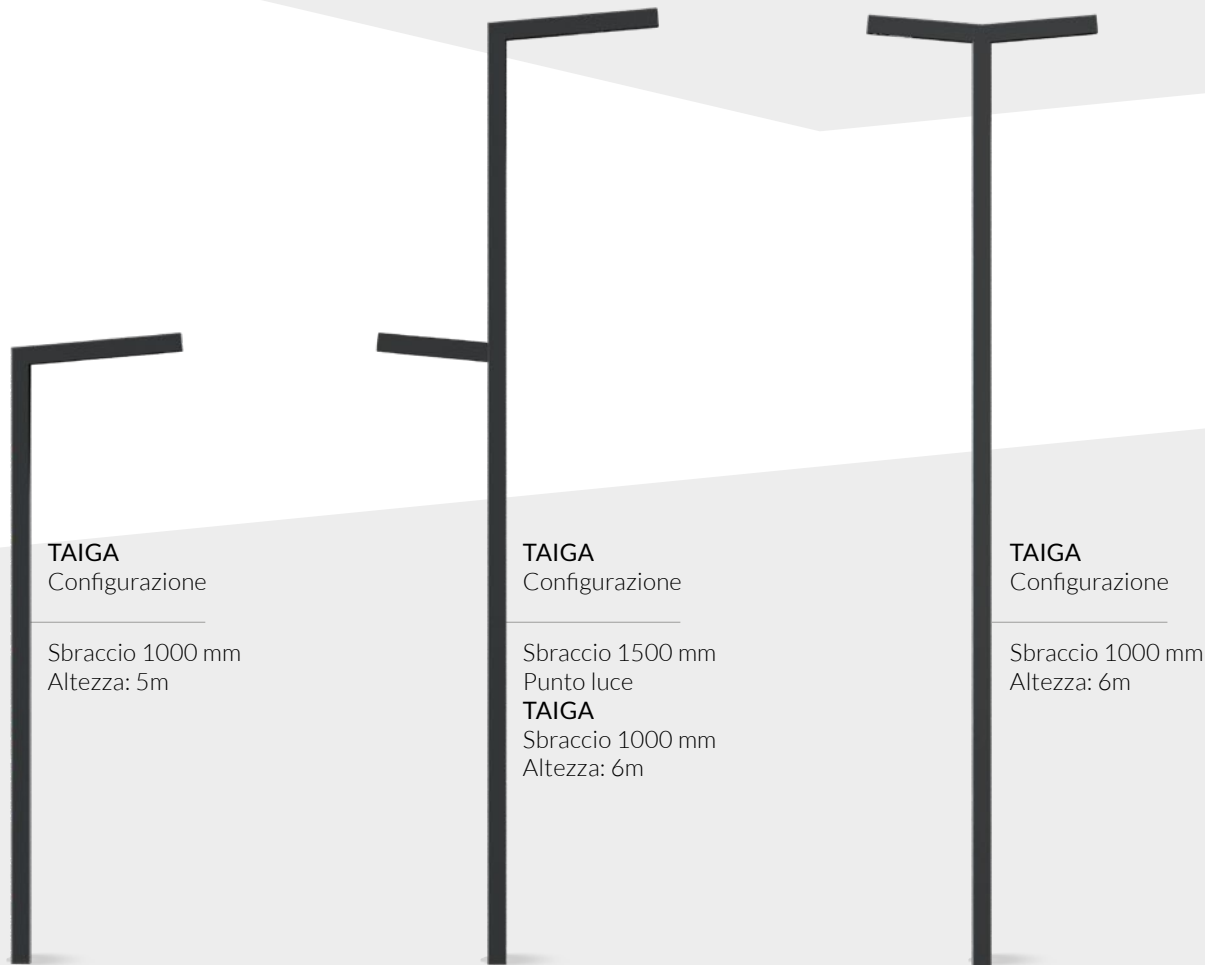 TAIGA
Configurazione
Sbraccio 1000 mm
Altezza: 5m
TAIGA
Configurazione
Sbraccio 1500 mm
Punto luce
TAIGA
Sbraccio 1000 mm
Altezza: 6m
TAIGA
Configurazione
Sbraccio 1000 mm
Altezza: 6m